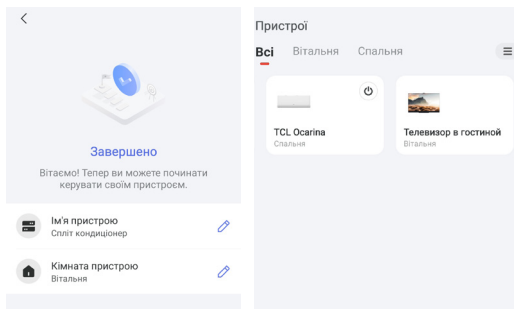 Завершено
Вітаємо! Тепер ви можете починати
керувати своїм пристроєм.
Ім'я пристрою
Спліт кондиціонер
Кімната пристрою
Вітальня
Пристрої
Всі Вітальня Спальня
TCL Ocarina
Спальня
Телевизор в гостиной
Вітальня